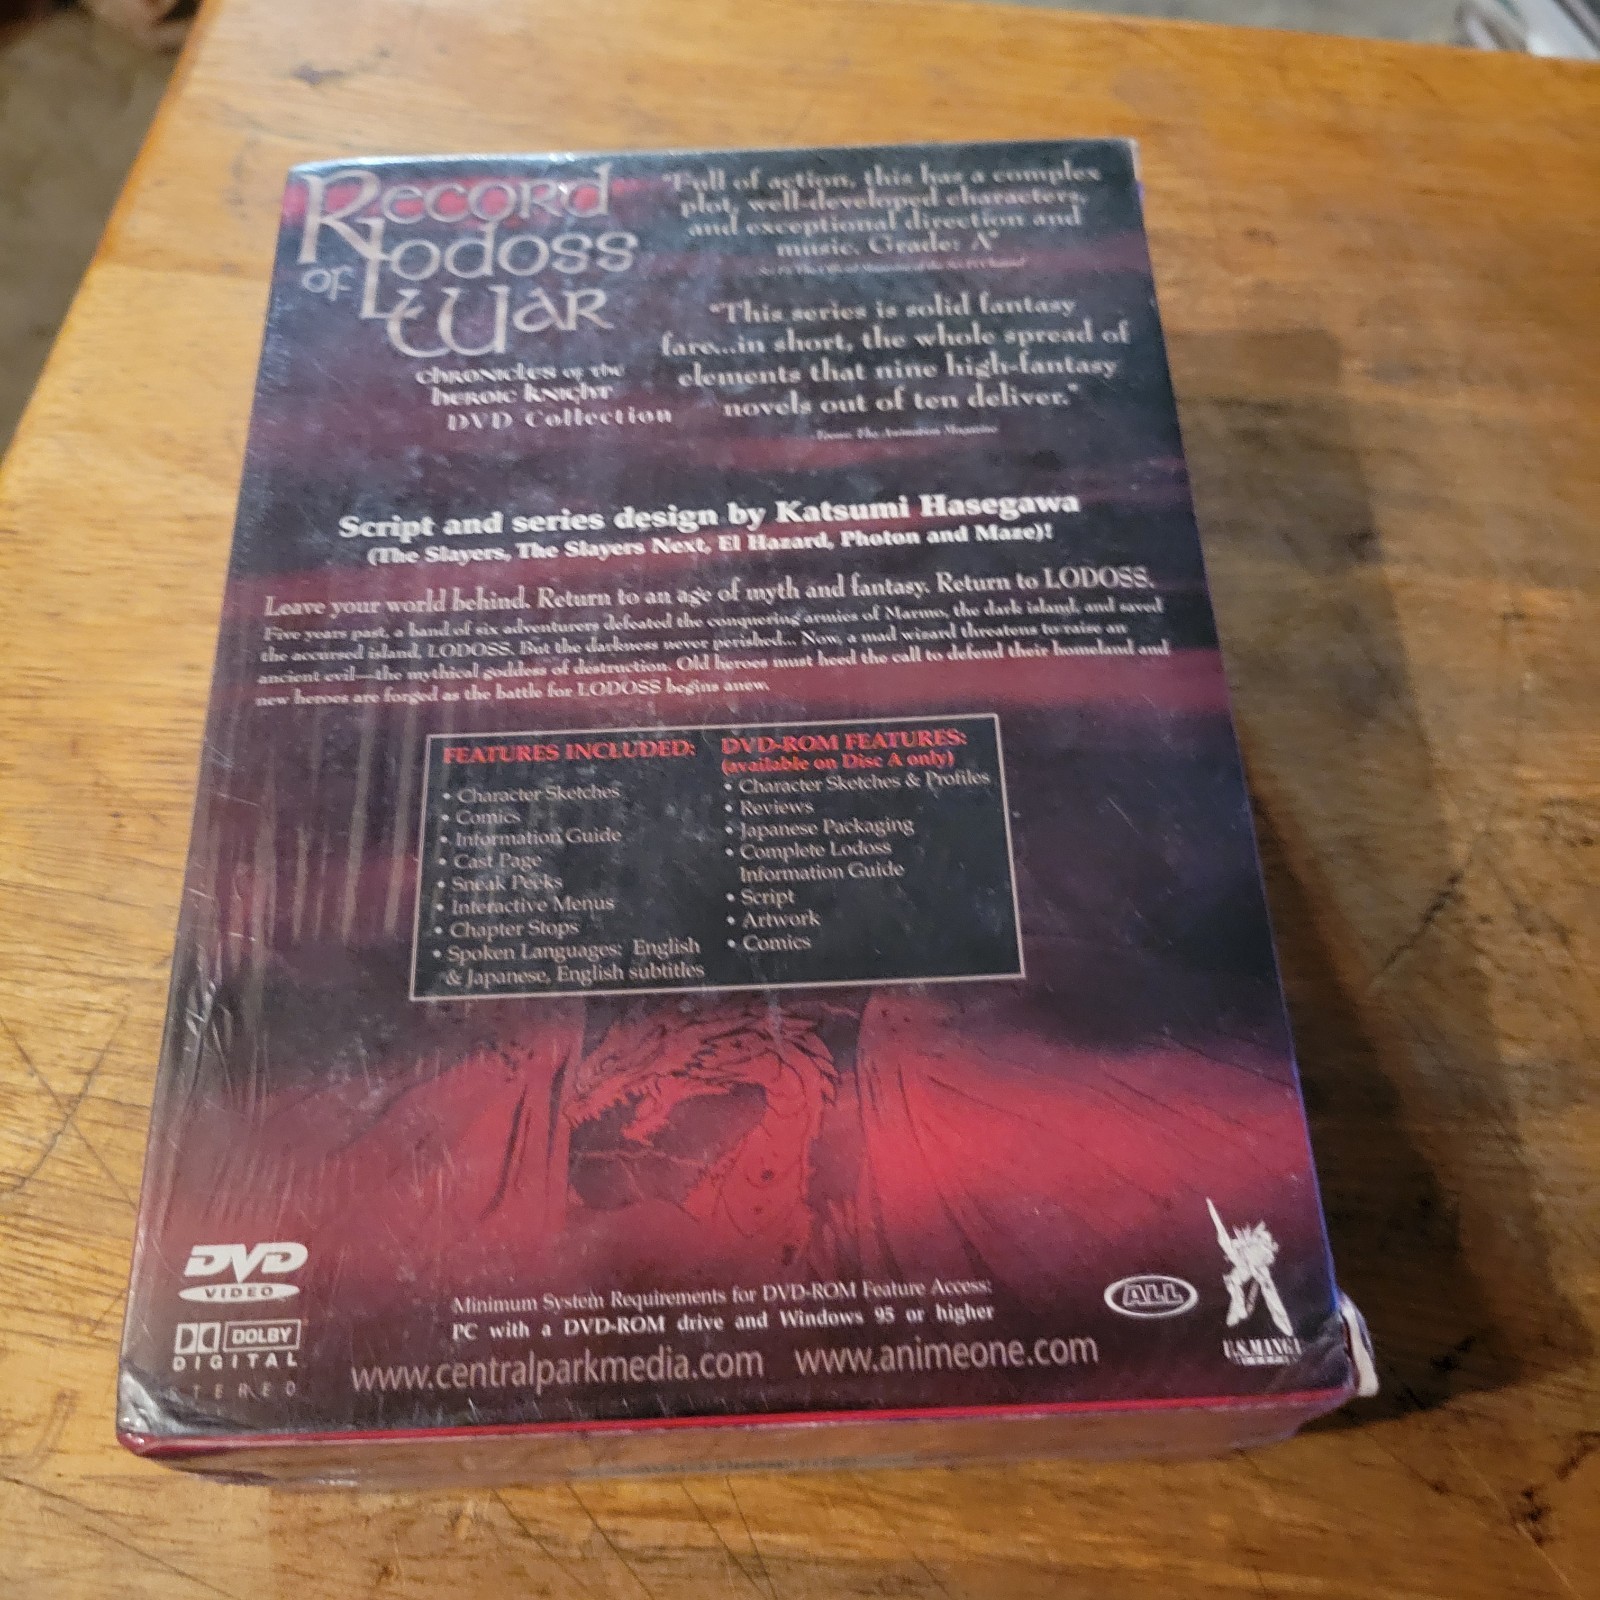 Record
of Lodoss
War
Chronicles of the
Heroic Knight
DVD Collection
"Full of action, this has a complex
plot, well-developed characters,
and exceptional direction and
music. Grade: A"
"This series is solid fantasy
fare...in short, the whole spread of
elements that nine high-fantasy
novels out of ten deliver."
-Toons: The Animation Magazine
Script and series design by Katsumi Hasegawa
(The Slayers, The Slayers Next, El Hazard, Photon and Maze)!
Leave your world behind. Return to an age of myth and fantasy. Return to LODOSS.
Five years past, a band of six adventurers defeated the conquering armies of Marmo, the dark island, and saved
the accursed island, LODOSS. But the darkness never perished... Now, a mad wizard threatens to raise an
ancient evil—the mythical goddess of destruction. Old heroes must heed the call to defend their homeland and
new heroes are forged as the battle for LODOSS begins anew.
FEATURES INCLUDED:
• Character Sketches
• Comics
• Information Guide
• Cast Page
• Sneak Peeks
• Interactive Menus
• Chapter Stops
• Spoken Languages: English
& Japanese, English subtitles
DVD-ROM FEATURES:
(available on Disc A only)
• Character Sketches & Profiles
• Reviews
• Japanese Packaging
• Complete Lodoss
Information Guide
• Script
• Artwork
• Comics
DVD
VIDEO
DOLBY
DIGITAL
STEREO
Minimum System Requirements for DVD-ROM Feature Access:
PC with a DVD-ROM drive and Windows 95 or higher
www.centralparkmedia.com www.animeone.com
ALL
U.S. MANGA